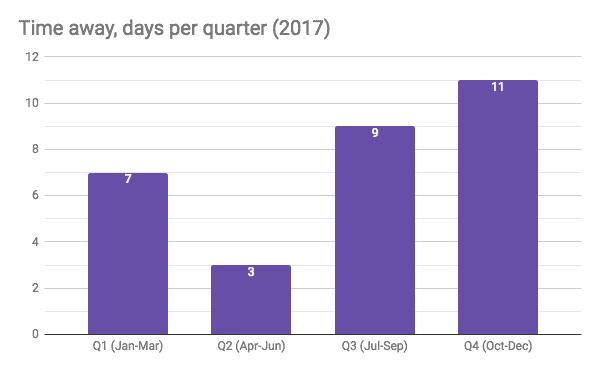 Time away, days per quarter (2017)
12
10
8
6
4
2
0
7
3
9
11
Q1 (Jan-Mar)
Q2 (Apr-Jun)
Q3 (Jul-Sep)
Q4 (Oct-Dec)